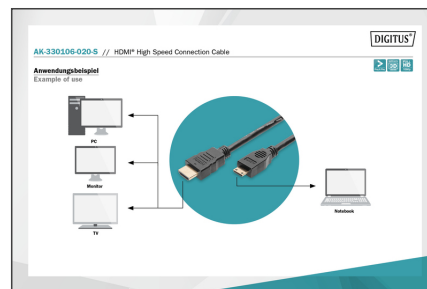 DIGITUS®
AK-330106-020-S // HDMI® High Speed Connection Cable
Anwendungsbeispiel
Example of use
PC
Monitor
TV
Notebook